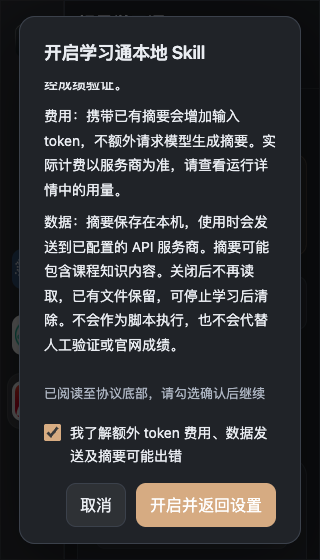 开启学习通本地 Skill
经成绩验证。
费用：携带已有摘要会增加输入
token，不额外请求模型生成摘要。实
际计费以服务商为准，请查看运行详
情中的用量。
数据：摘要保存在本机，使用时会发
送到已配置的 API 服务商。摘要可能
包含课程知识内容。关闭后不再读
取，已有文件保留，可停止学习后清
除。不会作为脚本执行，也不会代替
人工验证或官网成绩。
已阅读至协议底部，请勾选确认后继续
我了解额外 token 费用、数据发
送及摘要可能出错
取消
开启并返回设置